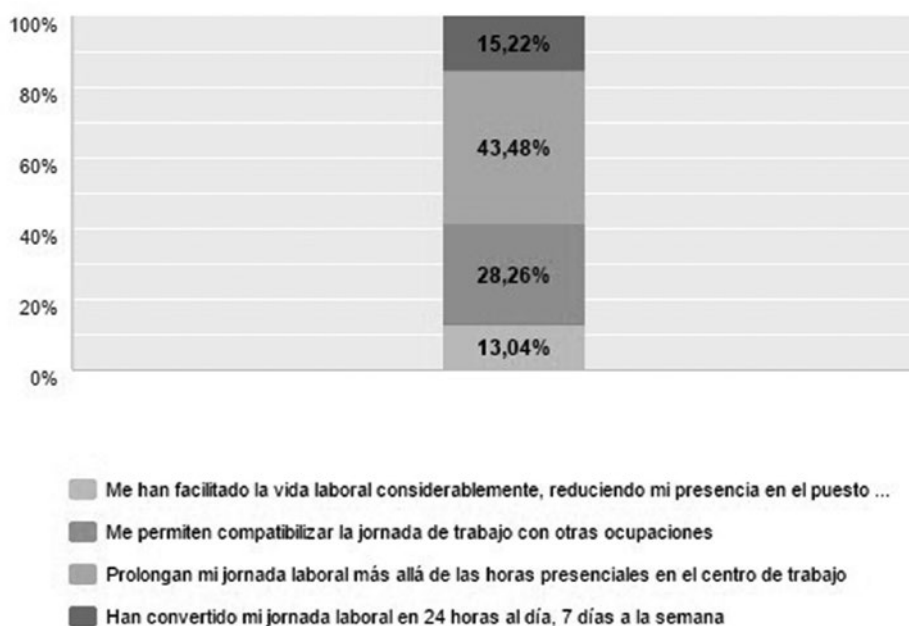 100%
15,22%
80%
43,48%
60%
40%
28,26%
20%
13,04%
0%
Me han facilitado la vida laboral considerablemente, reduciendo mi presencia en el puesto ...
Me permiten compatibilizar la jornada de trabajo con otras ocupaciones
Prolongan mi jornada laboral más allá de las horas presenciales en el centro de trabajo
Han convertido mi jornada laboral en 24 horas al día, 7 días a la semana